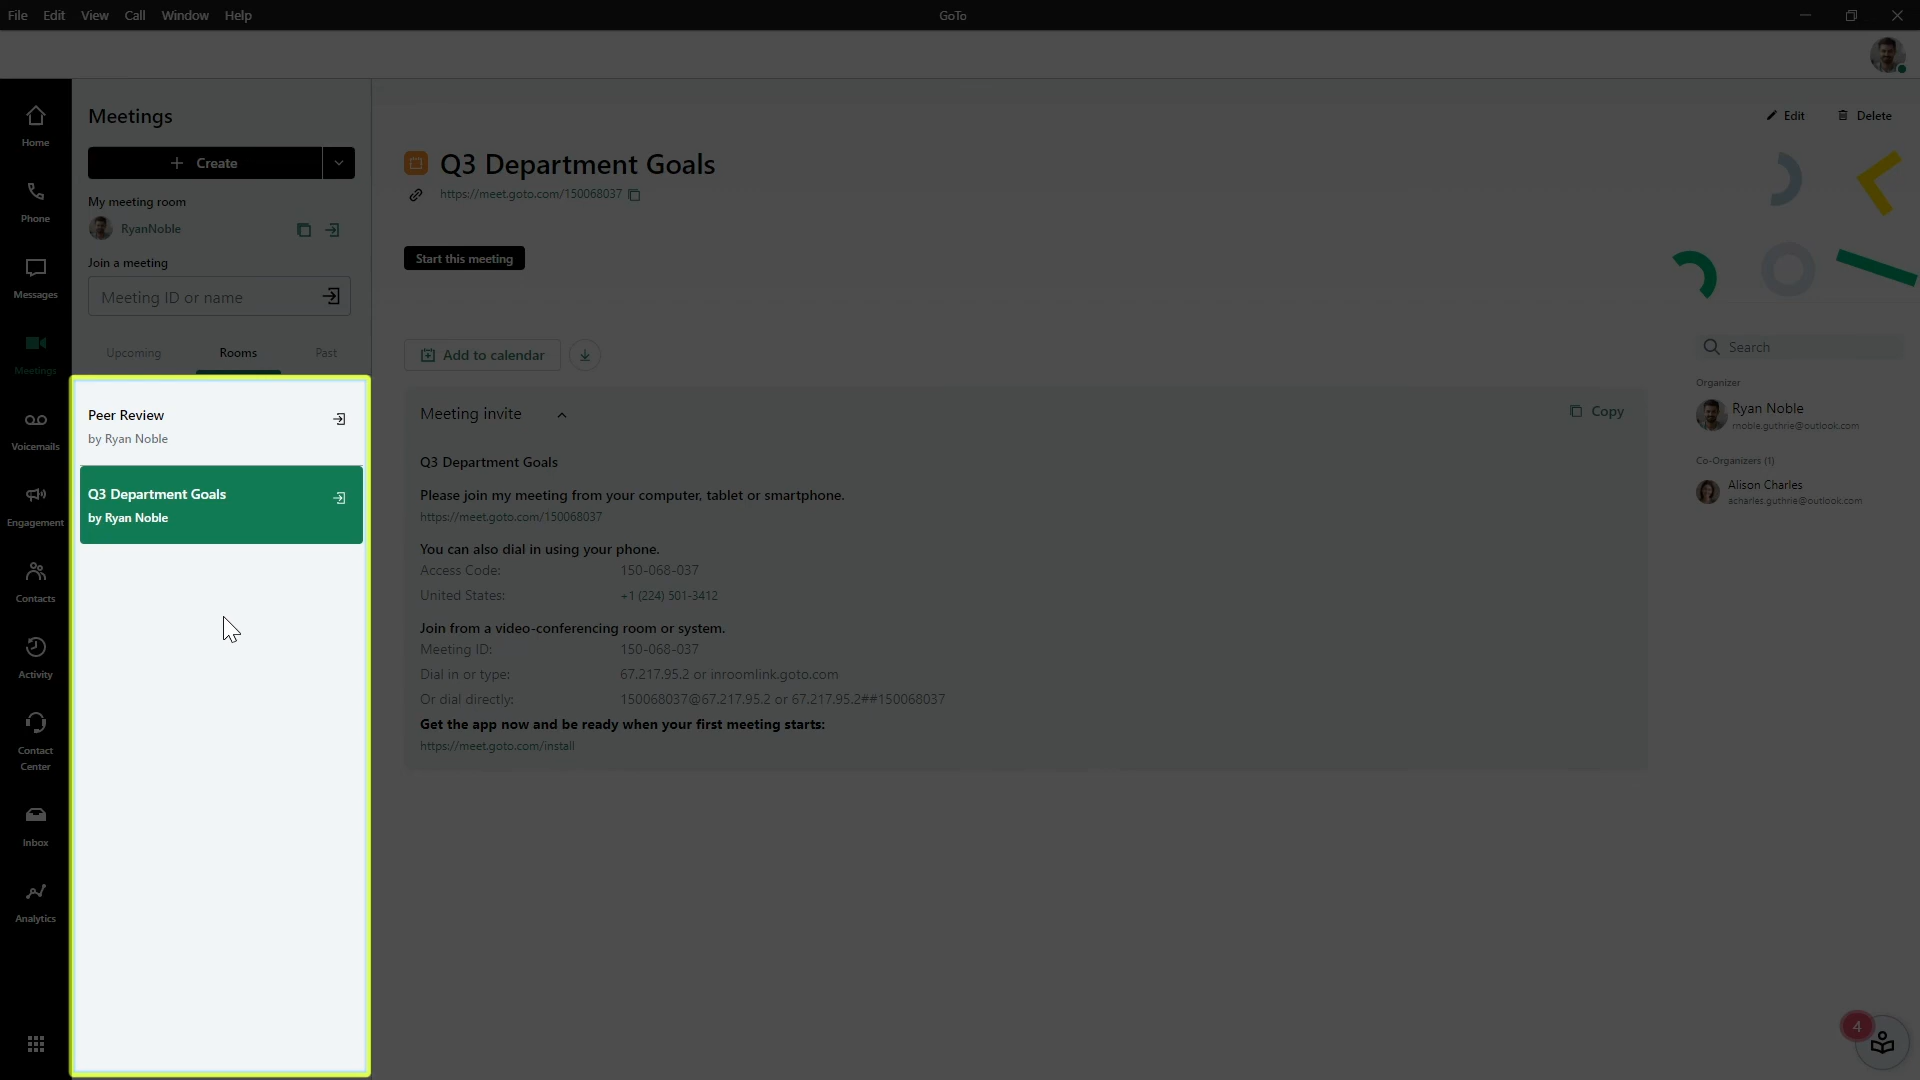 File Edit View Call Window Help
GoTo
Home
Phone
Messages
Meetings
Voicemails
Engagement
Contacts
Activity
Contact
Center
Inbox
Analytics
Meetings
Create
My meeting room
RyanNoble
Join a meeting
Meeting ID or name
Upcoming Rooms Past
Peer Review
by Ryan Noble
Q3 Department Goals
by Ryan Noble
Edit Delete
Q3 Department Goals
https://meet.goto.com/150068037
Start this meeting
Add to calendar
Meeting invite
Copy
Q3 Department Goals
Please join my meeting from your computer, tablet or smartphone.
https://meet.goto.com/150068037
You can also dial in using your phone.
Access Code: 150-068-037
United States: +1 (224) 501-3412
Join from a video-conferencing room or system.
Meeting ID: 150-068-037
Dial in or type: 67.217.95.2 or inroomlink.goto.com
Or dial directly: 150068037@67.217.95.2 or 67.217.95.2##150068037
Get the app now and be ready when your first meeting starts:
https://meet.goto.com/install
Search
Organizer
Ryan Noble
rnoble.guthrie@outlook.com
Co-Organizers (1)
Alison Charles
acharles.guthrie@outlook.com
4